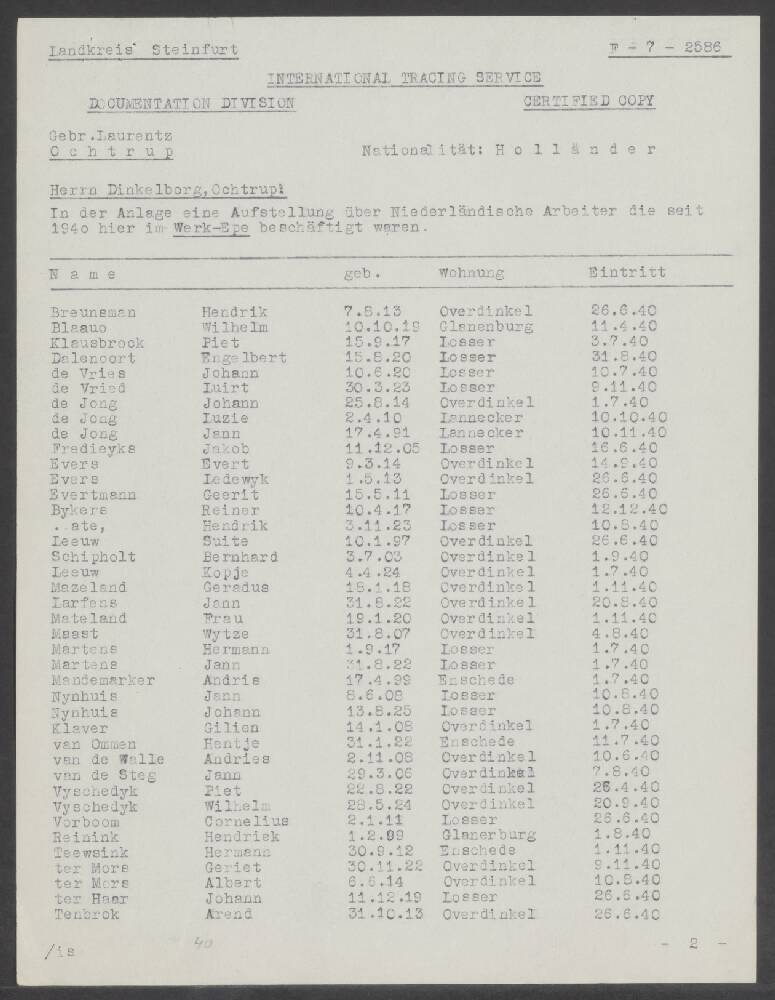 Landkreis Steinfurt F - 7 - 2586
INTERNATIONAL TRACING SERVICE
DOCUMENTATION DIVISION CERTIFIED COPY
Gebr.Laurentz
O c h t r u p Nationalität: H o l l ä n d e r
Herrn Dinkelborg,Ochtrup!
In der Anlage eine Aufstellung über Niederländische Arbeiter die seit
194o hier im Werk-Epe beschäftigt waren.
N a m e geb. Wohnung Eintritt
Breunsman Hendrik 7.5.13 Overdinkel 26.6.40
Blaauo Wilhelm 10.10.19 Glanenburg 11.4.40
Klausbrock Piet 15.9.17 Losser 3.7.40
Dalenoort Engelbert 15.8.20 Losser 31.8.40
de Vries Johann 10.6.20 Losser 10.7.40
de Vried Luirt 30.3.23 Losser 9.11.40
de Jong Johann 25.8.14 Overdinkel 1.7.40
de Jong Luzie 2.4.10 Lannecker 10.10.40
de Jong Jann 17.4.91 Lannecker 10.11.40
Fredieyks Jakob 11.12.05 Losser 16.6.40
Evers Evert 9.3.14 Overdinkel 14.9.40
Evers Ledewyk 1.5.13 Overdinkel 26.6.40
Evertmann Geerit 15.5.11 Losser 26.6.40
Bykers Reiner 10.4.17 Losser 12.12.40
ate, Hendrik 3.11.23 Losser 10.8.40
Leeuw Suite 10.1.97 Overdinkel 26.6.40
Schipholt Bernhard 3.7.03 Overdinkel 1.9.40
Leeuw Kopje 4.4.24 Overdinkel 1.7.40
Mazeland Geradus 18.1.18 Overdinkel 1.11.40
Larfens Jann 31.8.22 Overdinkel 20.8.40
Mateland Frau 19.1.20 Overdinkel 1.11.40
Maast Wytze 31.8.07 Overdinkel 4.8.40
Martens Hermann 1.9.17 Losser 1.7.40
Martens Jann 31.8.22 Losser 1.7.40
Mandemarker Andris 17.4.99 Enschede 1.7.40
Nynhuis Jann 8.6.08 Losser 10.8.40
Nynhuis Johann 13.8.25 Losser 10.8.40
Klaver Gilien 14.1.08 Overdinkel 1.7.40
van Ommen Hentje 31.1.22 Enschede 11.7.40
van de Walle Andries 2.11.08 Overdinkel 10.6.40
van de Steg Jann 29.3.06 Overdinkel 7.8.40
Vyschedyk Piet 22.8.22 Overdinkel 26.4.40
Vyschedyk Wilhelm 28.5.24 Overdinkel 20.9.40
Vorboom Cornelius 2.1.11 Losser 26.6.40
Reinink Hendriek 1.2.99 Glanerburg 1.8.40
Teewsink Hermann 30.9.12 Enschede 1.11.40
ter Mors Geriet 30.11.22 Overdinkel 9.11.40
ter Mors Albert 6.6.14 Overdinkel 10.8.40
ter Haar Johann 11.12.19 Losser 26.6.40
Tenbrok Arend 31.10.13 Overdinkel 26.6.40
/is 40 - 2 -